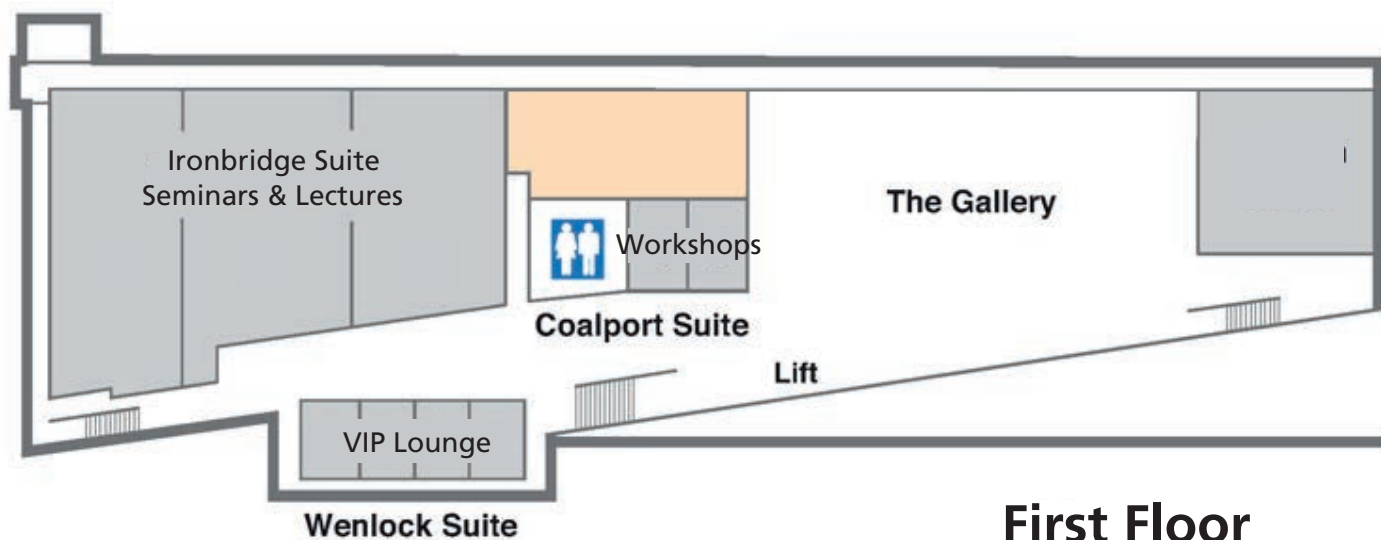 Ironbridge Suite
Seminars & Lectures
The Gallery
Workshops
Coalport Suite
Lift
VIP Lounge
Wenlock Suite
First Floor